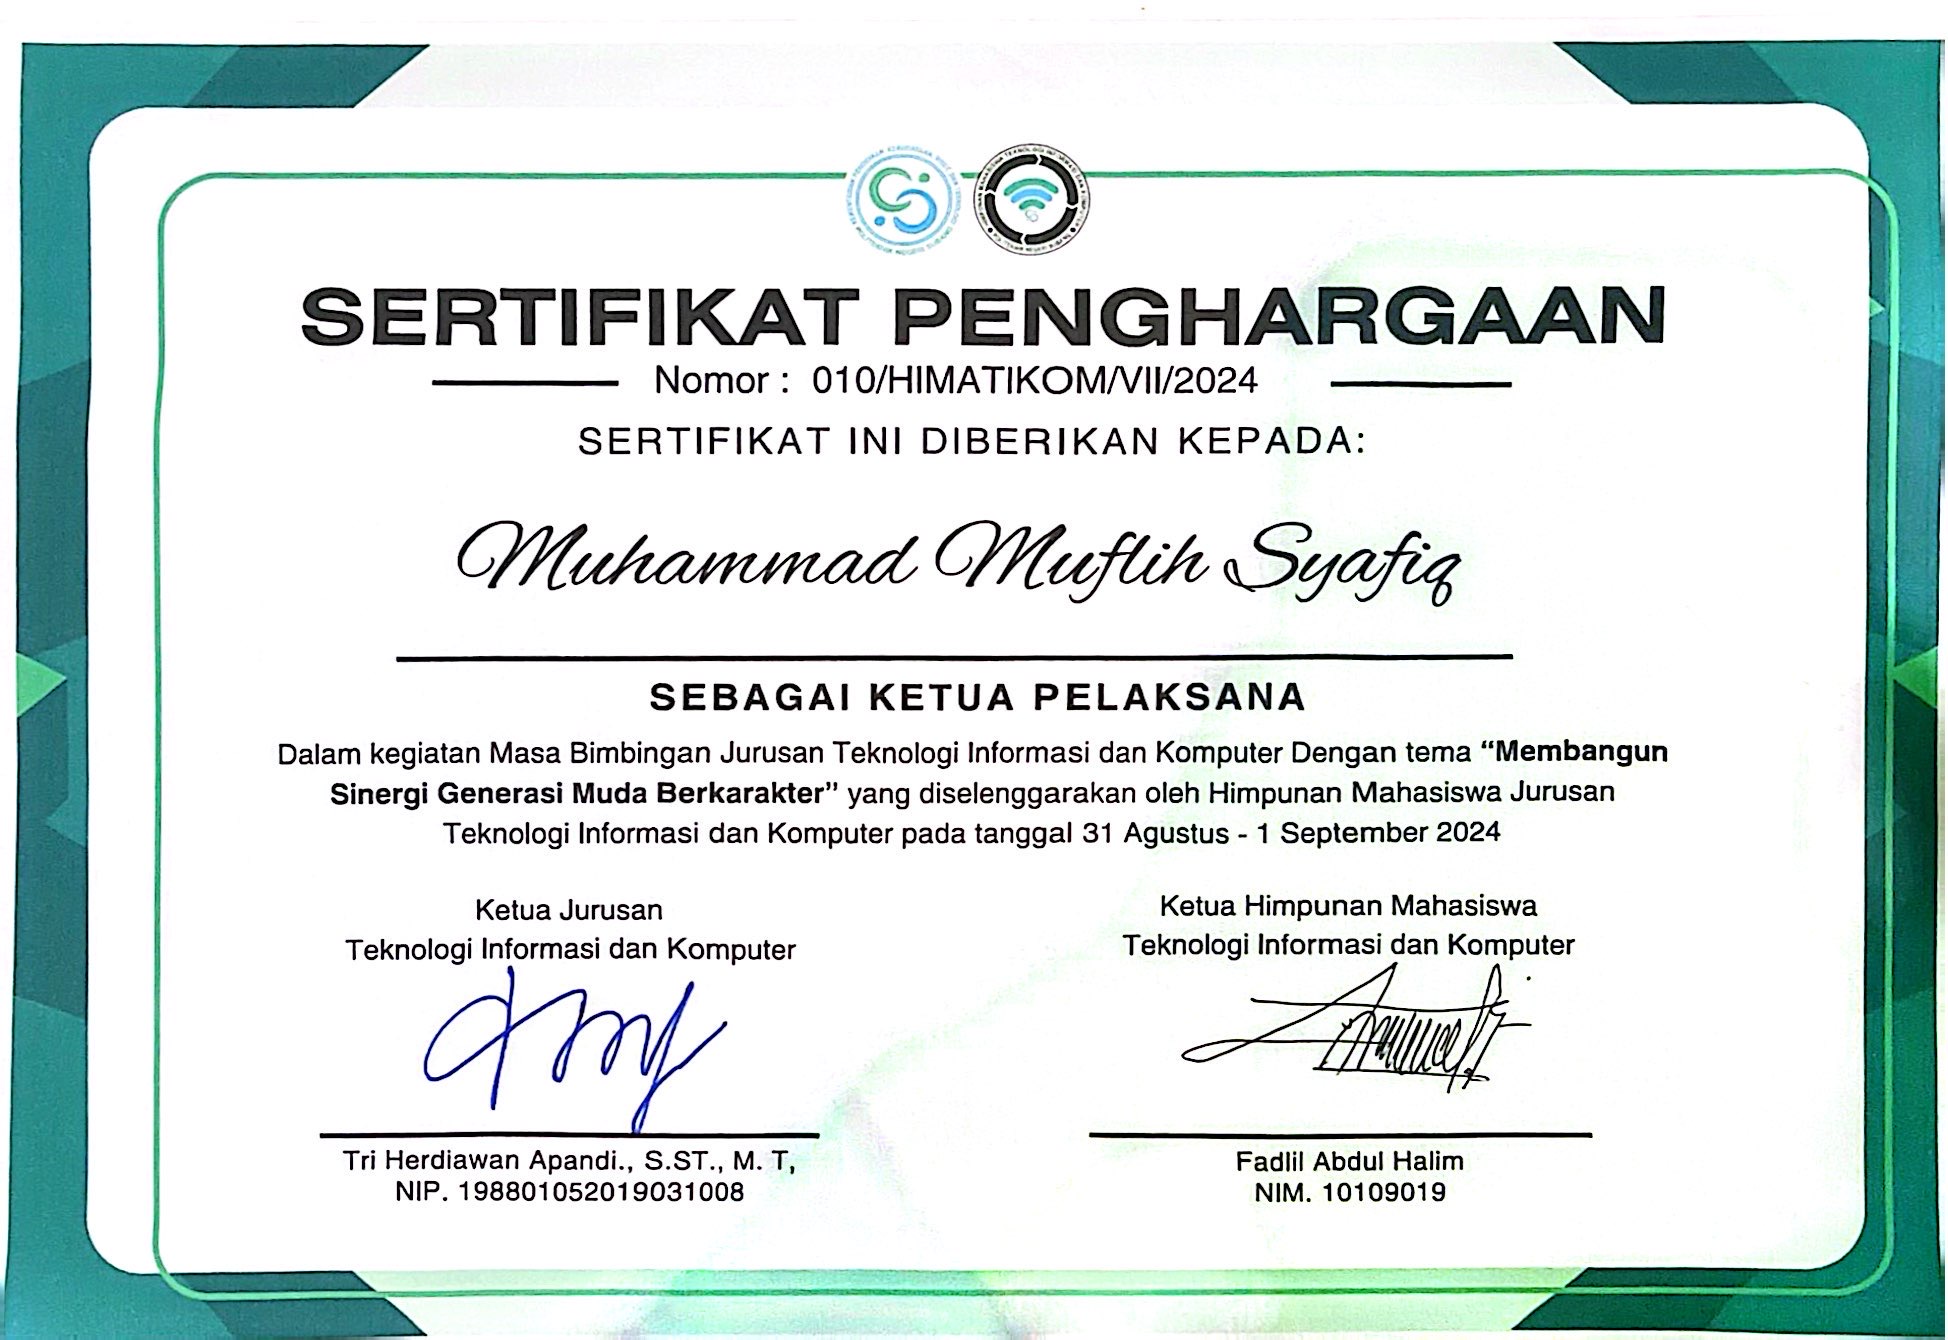 SERTIFIKAT PENGHARGAAN
Nomor : 010/HIMATIKOM/VII/2024
SERTIFIKAT INI DIBERIKAN KEPADA:
Muhammad Muflih Syafiq
SEBAGAI KETUA PELAKSANA
Dalam kegiatan Masa Bimbingan Jurusan Teknologi Informasi dan Komputer Dengan tema “Membangun
Sinergi Generasi Muda Berkarakter” yang diselenggarakan oleh Himpunan Mahasiswa Jurusan
Teknologi Informasi dan Komputer pada tanggal 31 Agustus - 1 September 2024
Ketua Jurusan
Teknologi Informasi dan Komputer
Tri Herdiawan Apandi., S.ST., M. T,
NIP. 198801052019031008
Ketua Himpunan Mahasiswa
Teknologi Informasi dan Komputer
Fadlil Abdul Halim
NIM. 10109019